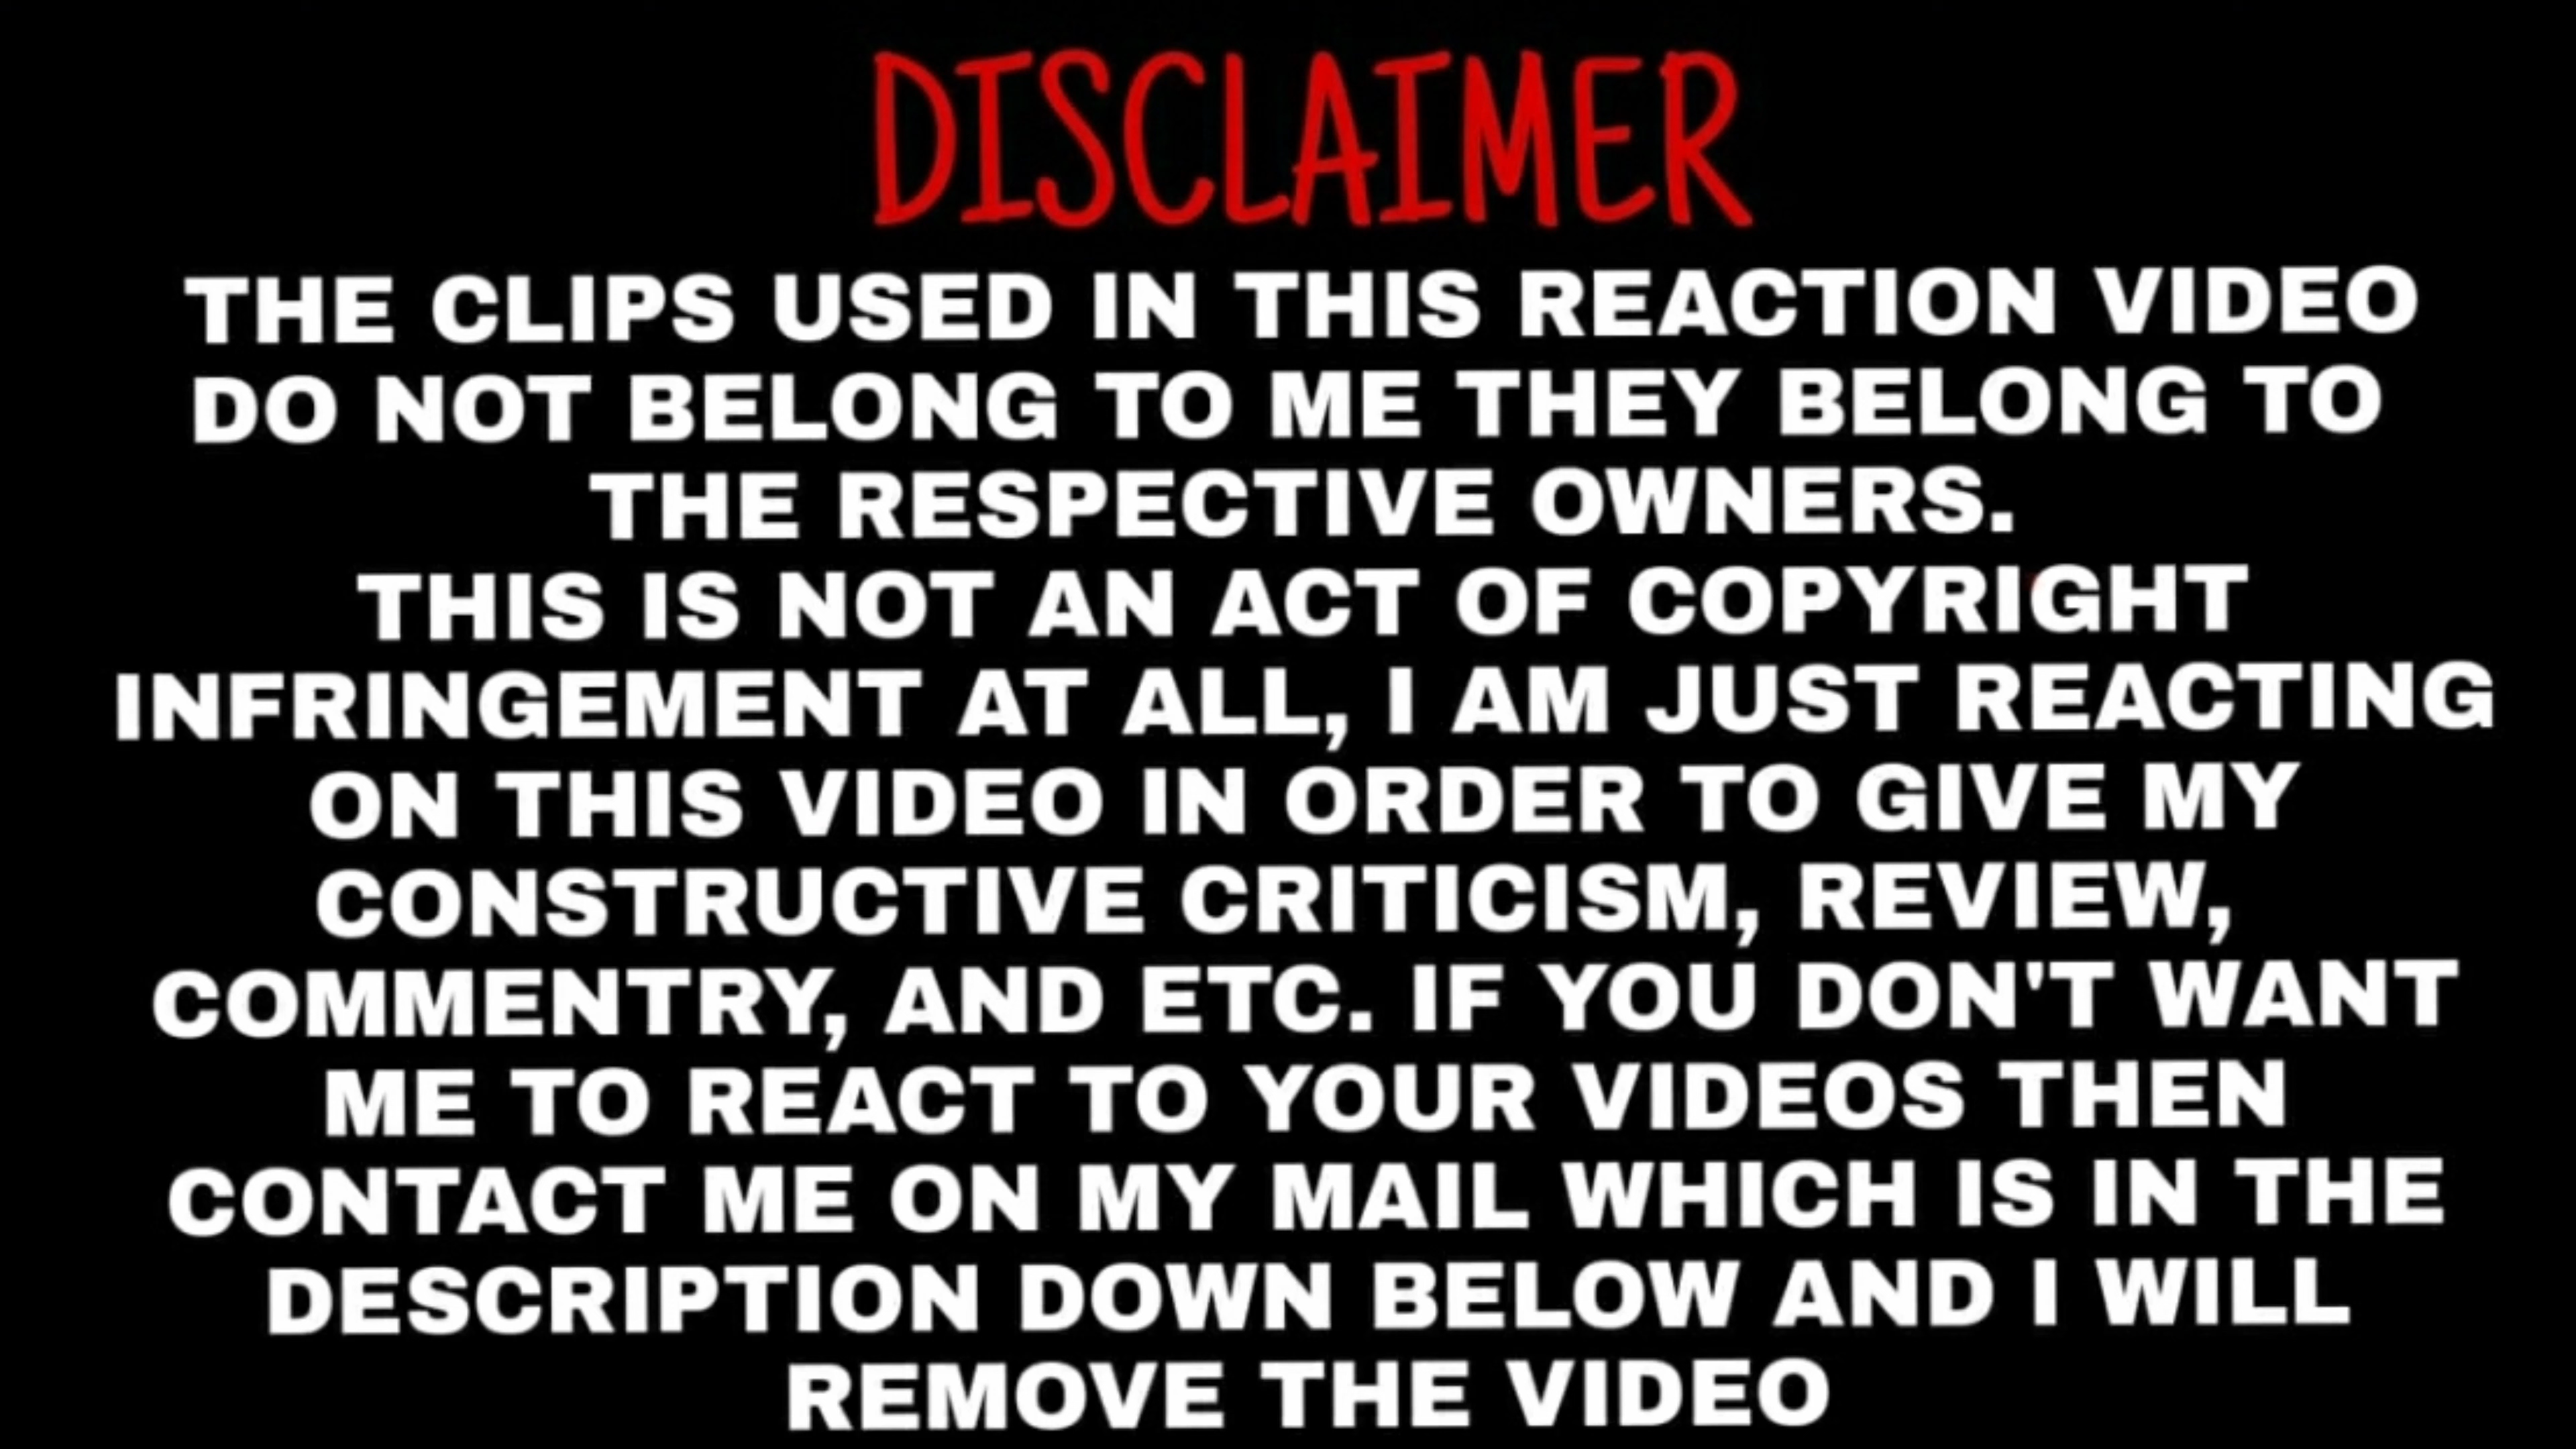 DISCLAIMER
THE CLIPS USED IN THIS REACTION VIDEO
DO NOT BELONG TO ME THEY BELONG TO
THE RESPECTIVE OWNERS.
THIS IS NOT AN ACT OF COPYRIGHT
INFRINGEMENT AT ALL, I AM JUST REACTING
ON THIS VIDEO IN ORDER TO GIVE MY
CONSTRUCTIVE CRITICISM, REVIEW,
COMMENTRY, AND ETC. IF YOU DON'T WANT
ME TO REACT TO YOUR VIDEOS THEN
CONTACT ME ON MY MAIL WHICH IS IN THE
DESCRIPTION DOWN BELOW AND I WILL
REMOVE THE VIDEO